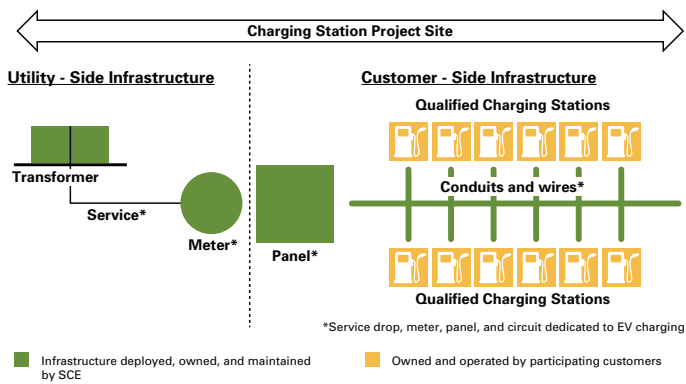 Charging Station Project Site
Utility - Side Infrastructure
Customer - Side Infrastructure
Qualified Charging Stations
Transformer
Conduits and wires*
Service*
Meter*
Panel*
Qualified Charging Stations
*Service drop, meter, panel, and circuit dedicated to EV charging
Infrastructure deployed, owned, and maintained
by SCE
Owned and operated by participating customers